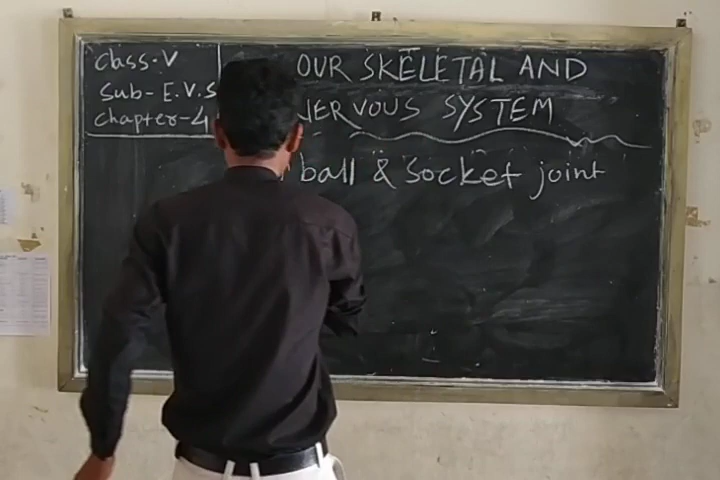 Class. V
Sub- E.V.S
Chapter-4
OUR SKELETAL AND
NERVOUS SYSTEM
ball & Socket joint